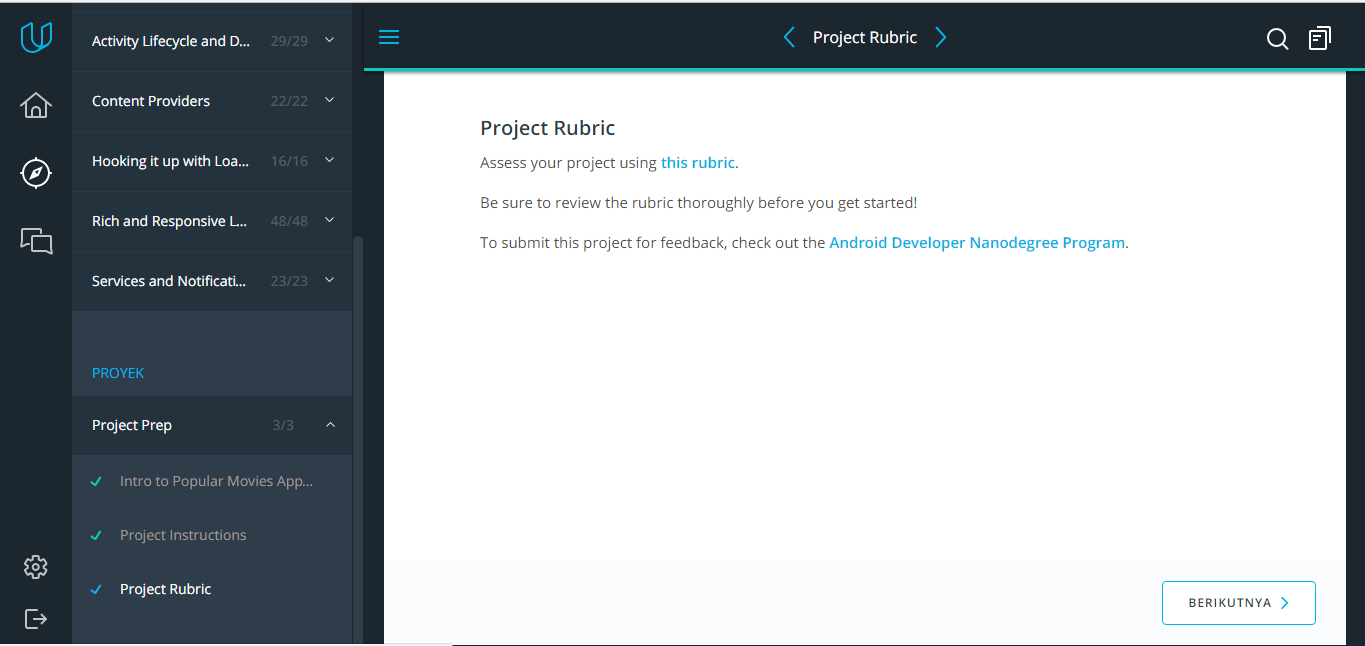 Activity Lifecycle and D... 29/29
Content Providers 22/22
Hooking it up with Loa... 16/16
Rich and Responsive L... 48/48
Services and Notificati... 23/23
PROYEK
Project Prep 3/3
Intro to Popular Movies App...
Project Instructions
Project Rubric
Project Rubric
Project Rubric
Assess your project using this rubric.
Be sure to review the rubric thoroughly before you get started!
To submit this project for feedback, check out the Android Developer Nanodegree Program.
BERIKUTNYA